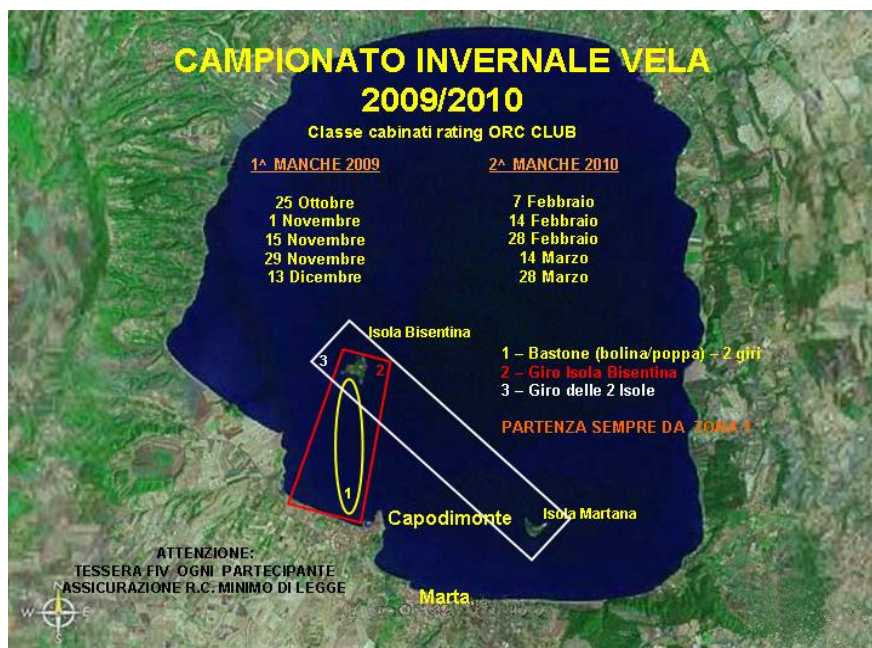 CAMPIONATO INVERNALE VELA
2009/2010
Classe cabinati rating ORC CLUB
1^ MANCHE 2009
25 Ottobre
1 Novembre
15 Novembre
29 Novembre
13 Dicembre
2^ MANCHE 2010
7 Febbraio
14 Febbraio
28 Febbraio
14 Marzo
28 Marzo
Isola Bisentina
3
2
1
1 – Bastone (bolina/poppa) – 2 giri
2 – Giro Isola Bisentina
3 – Giro delle 2 Isole
PARTENZA SEMPRE DA ZONA 1
Capodimonte
Isola Martana
ATTENZIONE:
TESSERA FIV OGNI PARTECIPANTE
ASSICURAZIONE R.C. MINIMO DI LEGGE
Marta
W
E
S